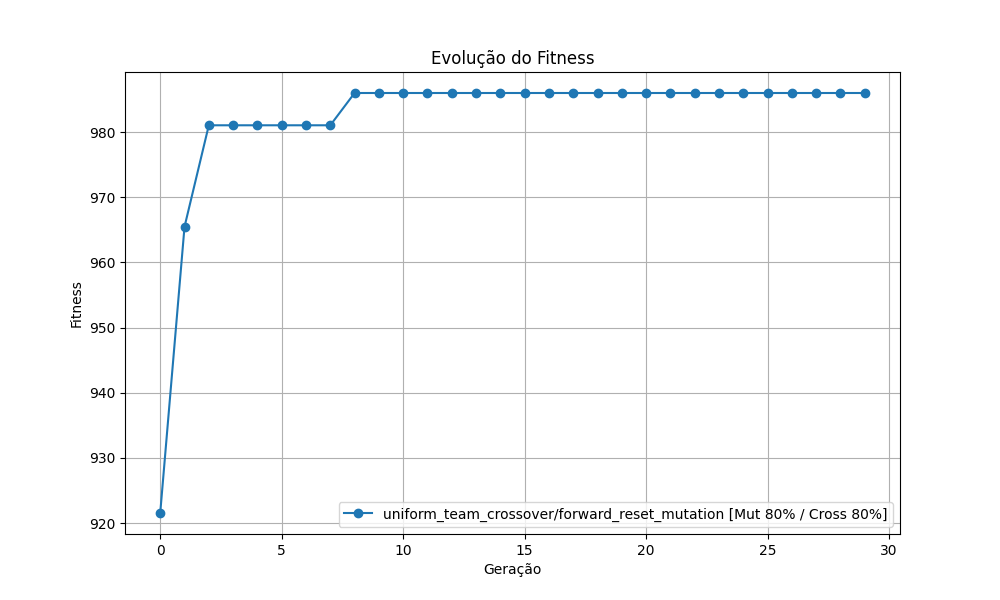 Evolução do Fitness
Fitness
980
970
960
950
940
930
920
uniform_team_crossover/forward_reset_mutation [Mut 80% / Cross 80%]
0 5 10 15 20 25 30
Geração